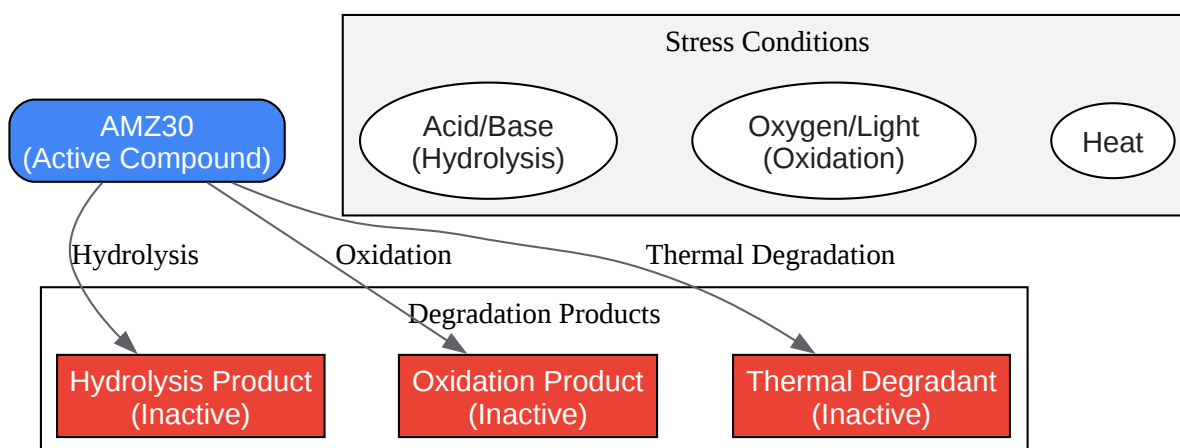 Stress Conditions
AMZ30
(Active Compound)
Acid/Base
(Hydrolysis)
Oxygen/Light
(Oxidation)
Heat
Hydrolysis
Oxidation
Thermal Degradation
Degradation Products
Hydrolysis Product
(Inactive)
Oxidation Product
(Inactive)
Thermal Degradant
(Inactive)